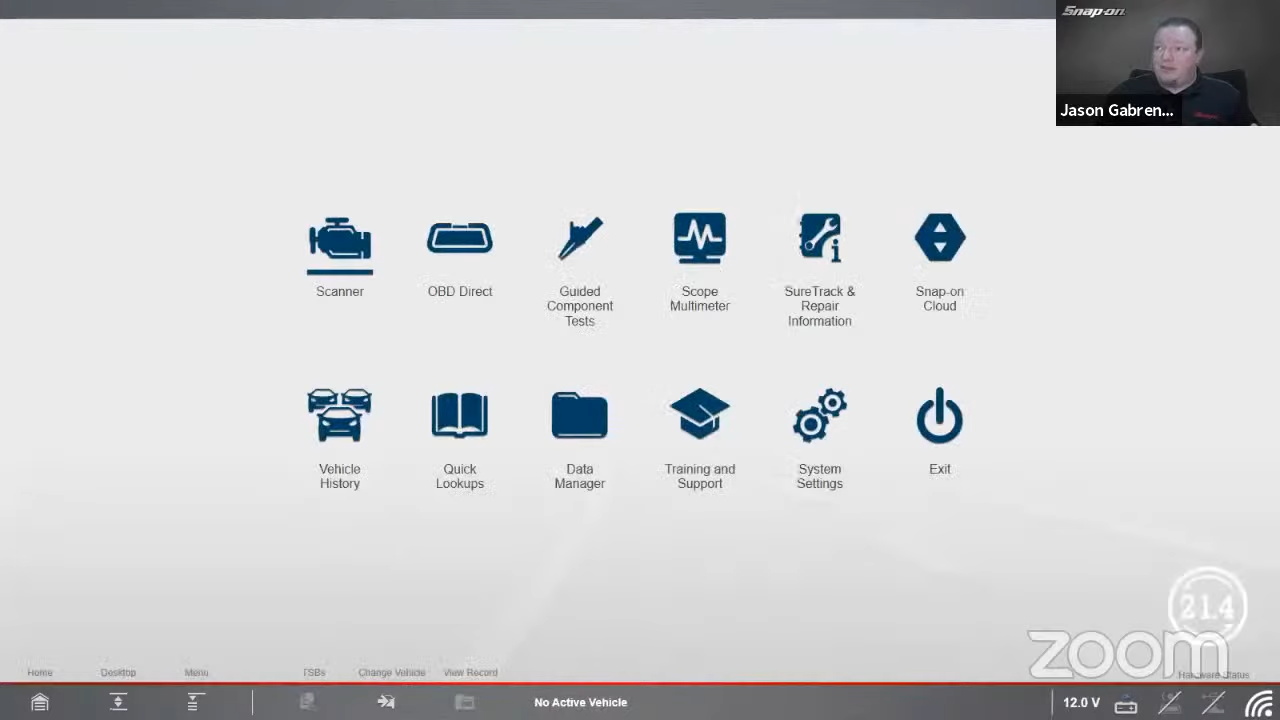 Snap-on
Jason Gabren...
Scanner
OBD Direct
Guided
Component
Tests
Scope
Multimeter
SureTrack &
Repair
Information
Snap-on
Cloud
Vehicle
History
Quick
Lookups
Data
Manager
Training and
Support
System
Settings
Exit
21.4
zoom
Home
Desktop
Menu
TSBs
Change Vehicle
View Record
Hardware Status
No Active Vehicle
12.0 V